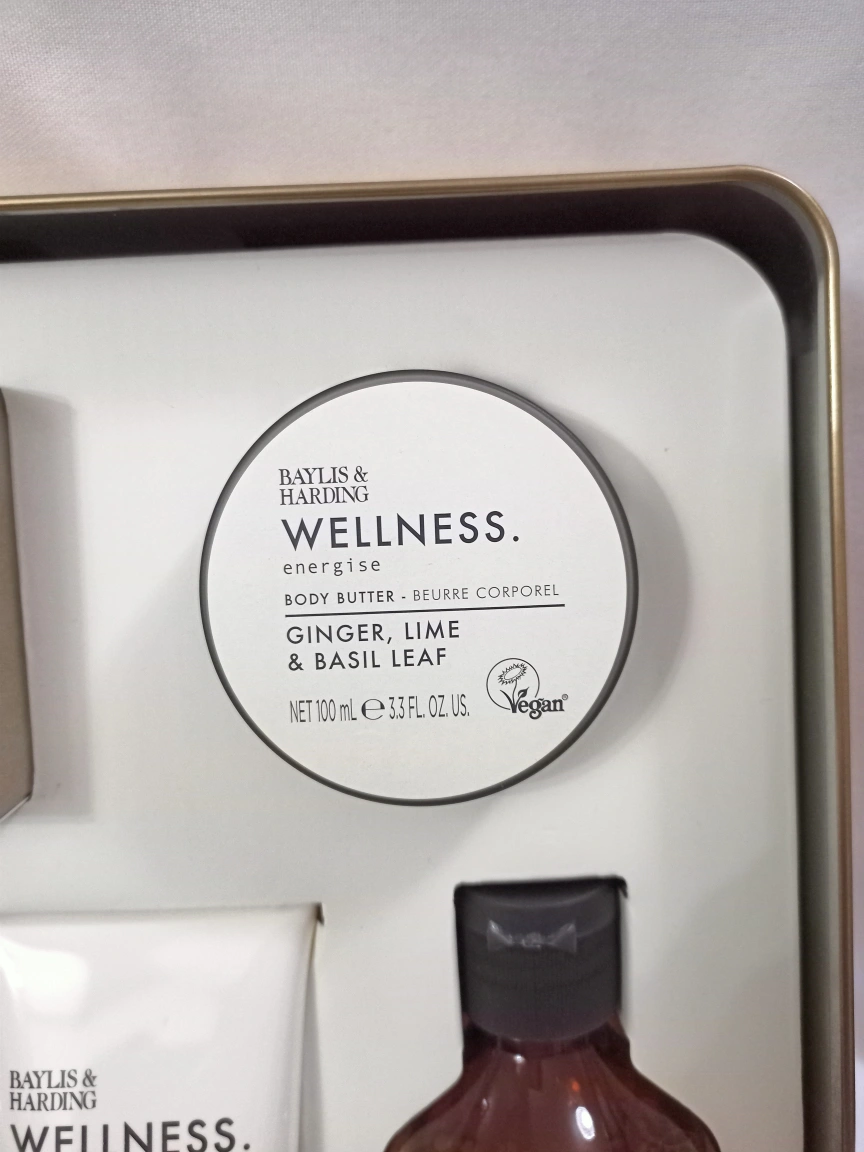 BAYLIS &
HARDING
WELLNESS.
energise
BODY BUTTER - BEURRE CORPOREL
GINGER, LIME
& BASIL LEAF
NET 100 mL ℮ 3.3 FL. OZ. US.
Vegan®
BAYLIS &
HARDING
WELLNESS.